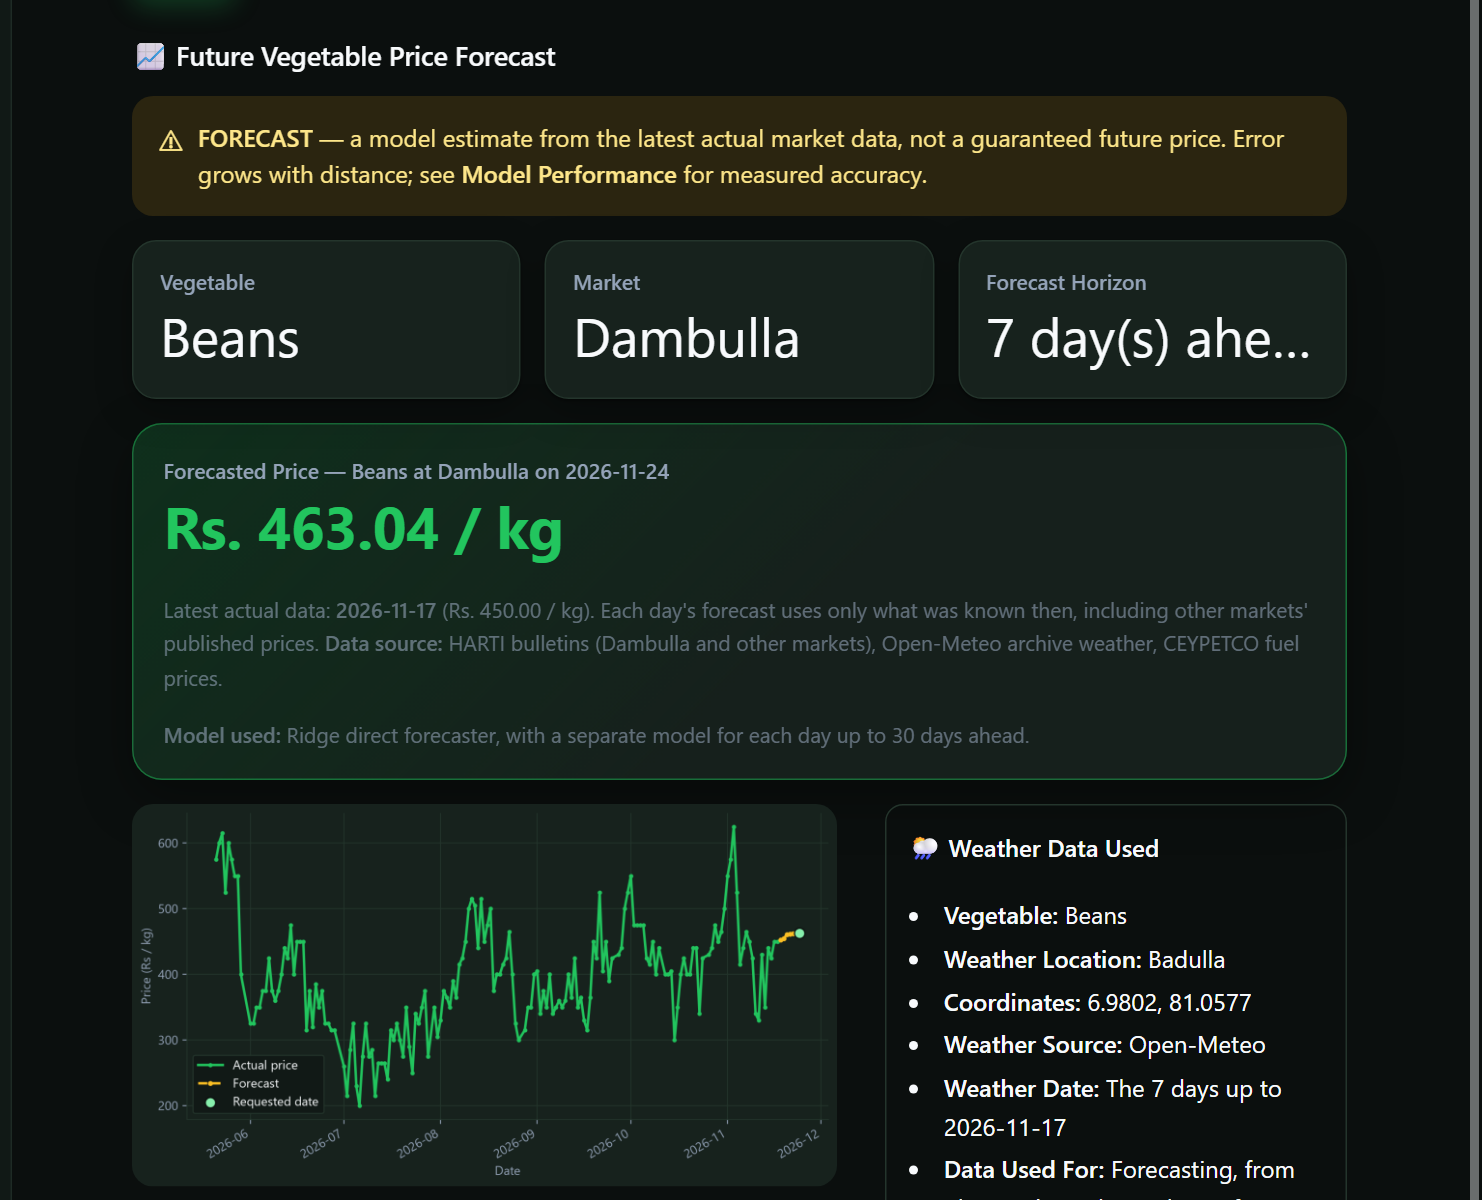 Future Vegetable Price Forecast
FORECAST — a model estimate from the latest actual market data, not a guaranteed future price. Error
grows with distance; see Model Performance for measured accuracy.
Vegetable
Beans
Market
Dambulla
Forecast Horizon
7 day(s) ahe...
Forecasted Price — Beans at Dambulla on 2026-11-24
Rs. 463.04 / kg
Latest actual data: 2026-11-17 (Rs. 450.00 / kg). Each day's forecast uses only what was known then, including other markets'
published prices. Data source: HARTI bulletins (Dambulla and other markets), Open-Meteo archive weather, CEYPETCO fuel
prices.
Model used: Ridge direct forecaster, with a separate model for each day up to 30 days ahead.
600
500
400
300
200
Price (Rs / kg)
Actual price
Forecast
Requested date
2026-06
2026-07
2026-08
2026-09
2026-10
2026-11
2026-12
Date
Weather Data Used
Vegetable: Beans
Weather Location: Badulla
Coordinates: 6.9802, 81.0577
Weather Source: Open-Meteo
Weather Date: The 7 days up to
2026-11-17
Data Used For: Forecasting, from